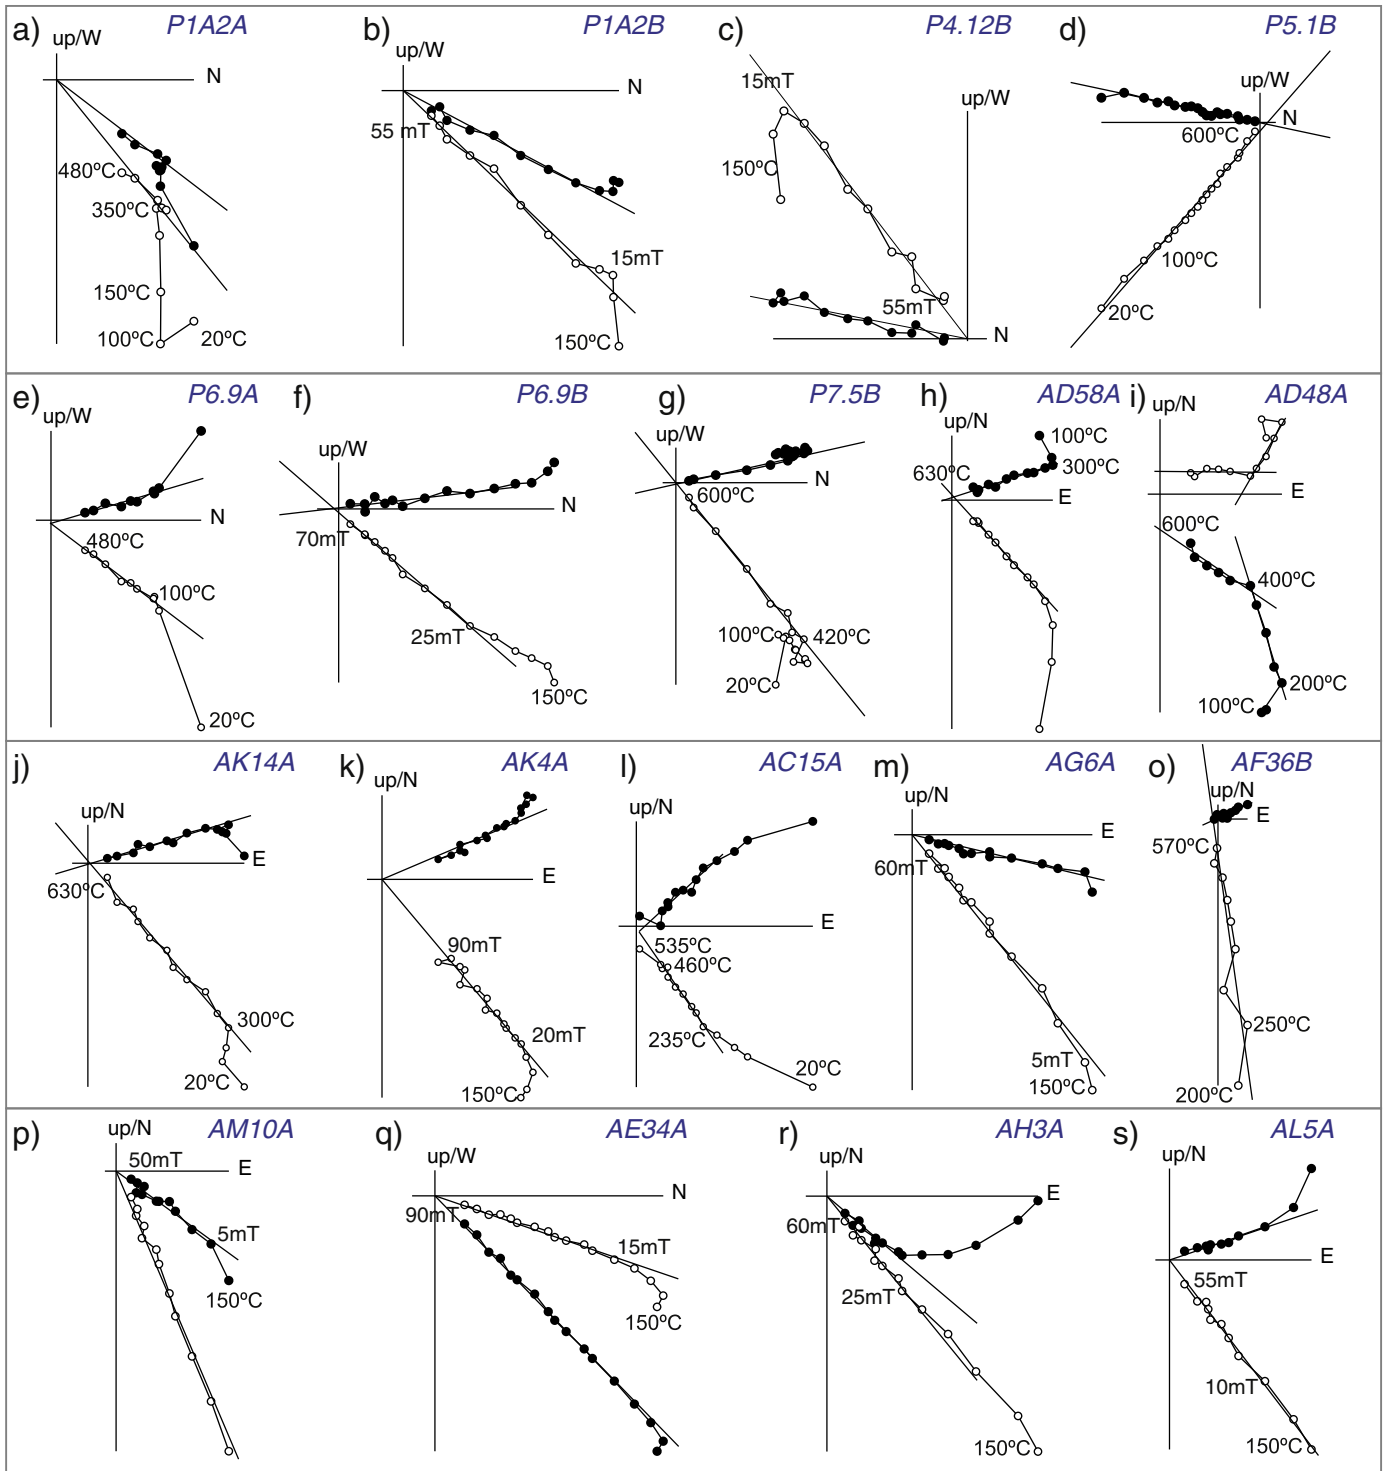 a) P1A2A
up/W
N
480ºC
350ºC
150ºC
100ºC 20ºC
b) P1A2B
up/W
N
55 mT
15mT
150ºC
c) P4.12B
15mT
up/W
150ºC
55mT
N
d) P5.1B
up/W
N
600ºC
100ºC
20ºC
e) P6.9A
up/W
N
480ºC
100ºC
20ºC
f) P6.9B
up/W
N
70mT
25mT
150ºC
g) P7.5B
up/W
N
600ºC
100ºC 420ºC
20ºC
h) AD58A
up/N
100ºC
300ºC
630ºC
E
i) AD48A
up/N
E
600ºC
400ºC
200ºC
100ºC
j) AK14A
up/N
E
630ºC
300ºC
20ºC
k) AK4A
up/N
E
90mT
20mT
150ºC
l) AC15A
up/N
E
535ºC
460ºC
235ºC
20ºC
m) AG6A
up/N
E
60mT
5mT
150ºC
o) AF36B
up/N
E
570ºC
250ºC
200ºC
p) AM10A
up/N
50mT
E
5mT
150ºC
q) AE34A
up/W
N
90mT
15mT
150ºC
r) AH3A
up/N
E
60mT
25mT
150ºC
s) AL5A
up/N
E
55mT
10mT
150ºC